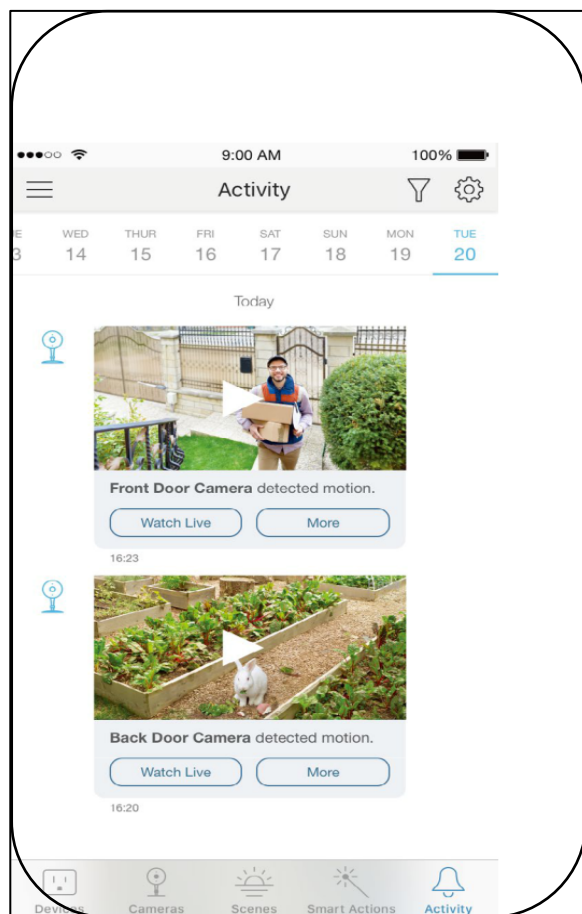 9:00 AM 100%
Activity
WED THUR FRI SAT SUN MON TUE
14 15 16 17 18 19 20
Today
Front Door Camera detected motion.
Watch Live More
16:23
Back Door Camera detected motion.
Watch Live More
16:20
Devices Cameras Scenes Smart Actions Activity